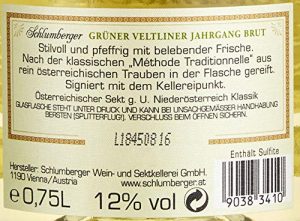 Schlumberger GRÜNER VELTLINER JAHRGANG BRUT
Stilvoll und pfeffrig mit belebender Frische.
Nach der klassischen „Méthode Traditionnelle" aus
rein österreichischen Trauben in der Flasche gereift.
Signiert mit dem Kellereipunkt.
Österreichischer Sekt g. U. Niederösterreich Klassik
GLASFLASCHE STEHT UNTER DRUCK UND KANN BEI UNSACHGEMÄSSER HANDHABUNG
BERSTEN (SPLITTERFLUG!). VERSCHLUSS BEIM ÖFFNEN SICHERN.
L18450816
Enthält Sulfite
Hersteller: Schlumberger Wein- und Sektkellerei GmbH.
1190 Vienna/Austria www.schlumberger.at
e 0,75L 12% vol
90383410